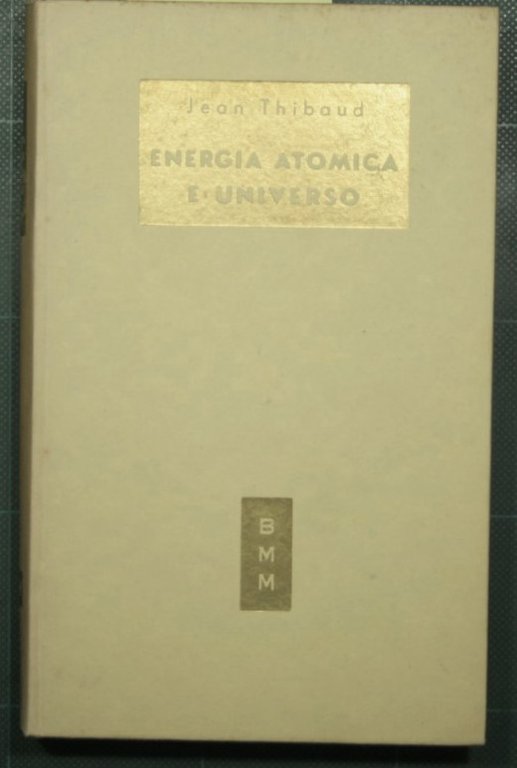 Jean Thibaud
ENERGIA ATOMICA
E UNIVERSO
B
M
M